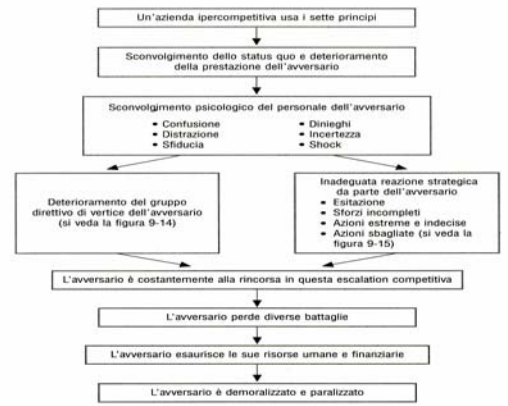 Un'azienda ipercompetitiva usa i sette principi
Sconvolgimento dello status quo e deterioramento
della prestazione dell'avversario
Sconvolgimento psicologico del personale dell'avversario
• Confusione
• Distrazione
• Sfiducia
• Dinieghi
• Incertezza
• Shock
Deterioramento del gruppo
direttivo di vertice dell'avversario
(si veda la figura 9-14)
Inadeguata reazione strategica
da parte dell'avversario
• Esitazione
• Sforzi incompleti
• Azioni estreme e indecise
• Azioni sbagliate (si veda la
figura 9-15)
L'avversario è costantemente alla rincorsa in questa escalation competitiva
L'avversario perde diverse battaglie
L'avversario esaurisce le sue risorse umane e finanziarie
L'avversario è demoralizzato e paralizzato